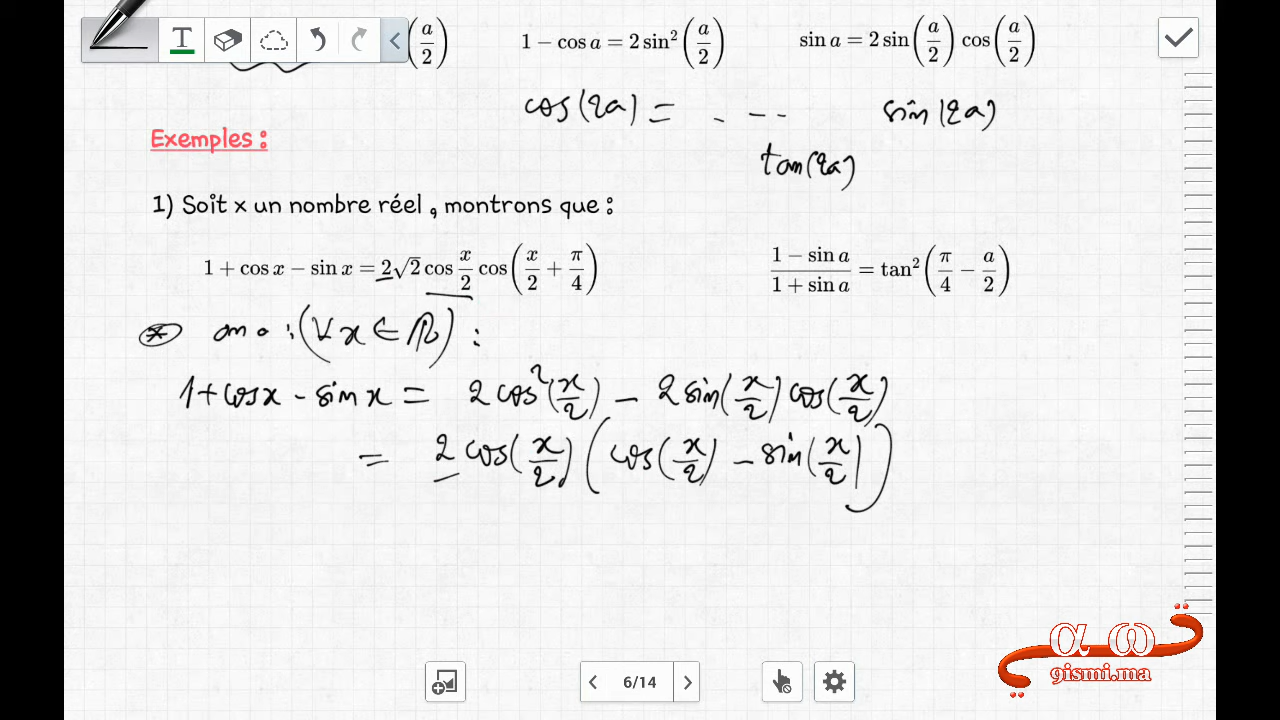 (a/2) 1 − cos a = 2 sin² (a/2) sin a = 2 sin(a/2) cos(a/2)
cos(2a) = . -- sin(2a)
Exemples :
tan(2a)
1) Soit x un nombre réel , montrons que :
1 + cos x − sin x = 2√2 cos x/2 cos(x/2 + π/4) (1 − sin a)/(1 + sin a) = tan² (π/4 − a/2)
* on a : (∀x ∈ ℝ) :
1 + cos x − sin x = 2 cos² (x/2) − 2 sin(x/2) cos(x/2)
= 2 cos(x/2) (cos(x/2) − sin(x/2))
T
6/14
α ω
gismi.ma